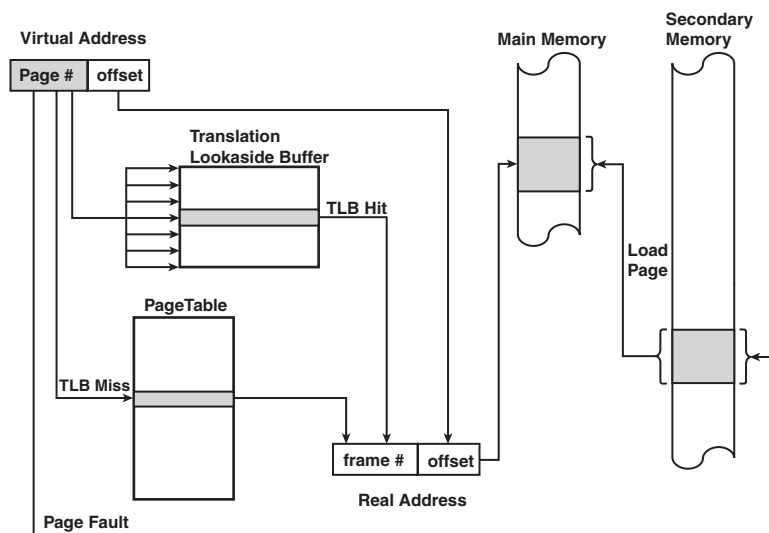 Virtual Address
Page #
offset
Main Memory
Secondary
Memory
Translation
Lookaside Buffer
TLB Hit
Load
Page
PageTable
TLB Miss
frame #
offset
Real Address
Page Fault